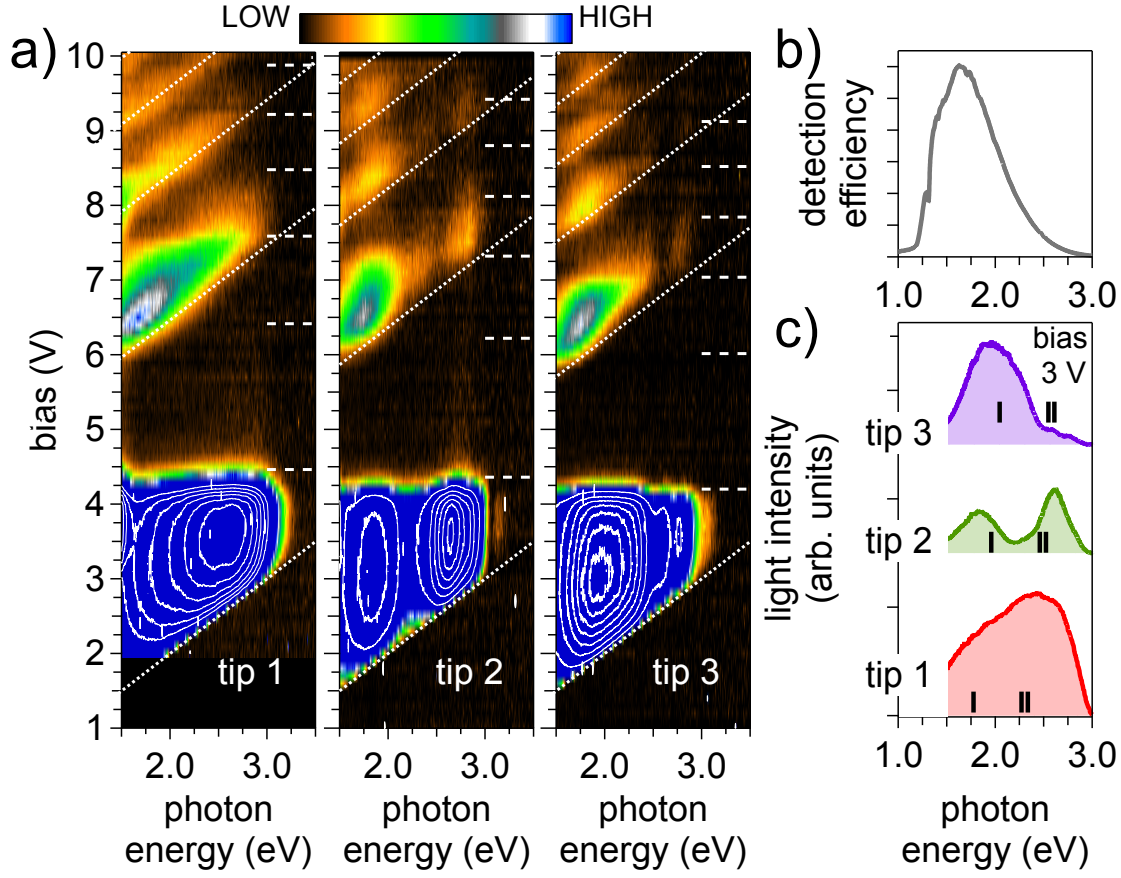 LOW HIGH
a)
10
9
8
7
6
5
4
3
2
1
bias (V)
tip 1 tip 2 tip 3
2.0 3.0 2.0 3.0 2.0 3.0
photon
energy (eV)
photon
energy (eV)
photon
energy (eV)
b)
detection
efficiency
1.0 2.0 3.0
c)
bias
3 V
light intensity
(arb. units)
tip 3
I II
tip 2
I II
tip 1
I II
1.0 2.0 3.0
photon
energy (eV)